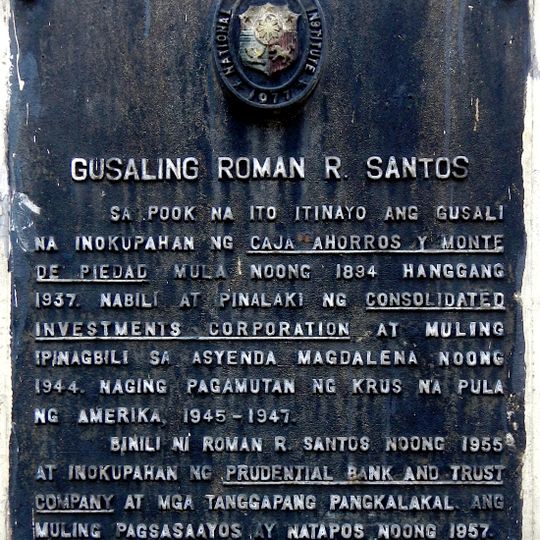 NATIONAL INSTITUTE
1977
GUSALING ROMAN R. SANTOS
SA POOK NA ITO ITINAYO ANG GUSALI
NA INOKUPAHAN NG CAJA AHORROS Y MONTE
DE PIEDAD MULA NOONG 1894 HANGGANG
1937. NABILI AT PINALAKI NG CONSOLIDATED
INVESTMENTS CORPORATION AT MULING
IPINAGBILI SA ASYENDA MAGDALENA NOONG
1944. NAGING PAGAMUTAN NG KRUS NA PULA
NG AMERIKA, 1945-1947.
BINILI NI ROMAN R. SANTOS NOONG 1955
AT INOKUPAHAN NG PRUDENTIAL BANK AND TRUST
COMPANY AT MGA TANGGAPANG PANGKALAKAL. ANG
MULING PAGSASAAYOS AY NATAPOS NOONG 1957.